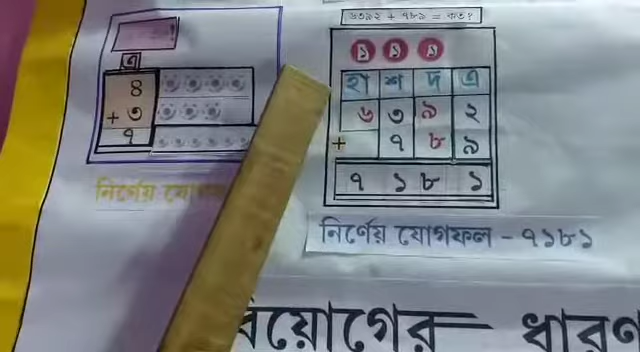 ৬৩৯২ + ৭৮৯ = কত?
১ ১ ১
হা শ দ এ
৬ ৩ ৯ ২
+ ৭ ৮ ৯
৭ ১ ৮ ১
নির্ণেয় যোগফল - ৭১৮১
এ
৪
+ ৩
৭
নির্ণেয়
বিয়োগের ধারণ